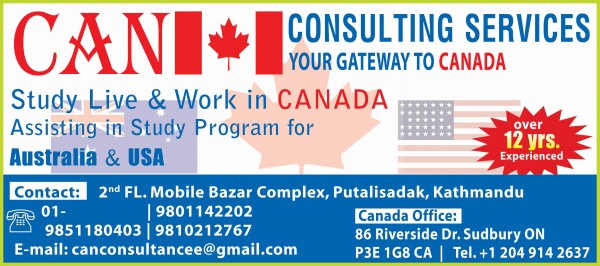 CAN
CONSULTING SERVICES
YOUR GATEWAY TO CANADA
Study Live & Work in CANADA
Assisting in Study Program for
Australia & USA
over
12 yrs.
Experienced
Contact: 2nd FL. Mobile Bazar Complex, Putalisadak, Kathmandu
01- | 9801142202
9851180403 | 9810212767
E-mail: canconsultancee@gmail.com
Canada Office:
86 Riverside Dr. Sudbury ON
P3E 1G8 CA | Tel. +1 204 914 2637